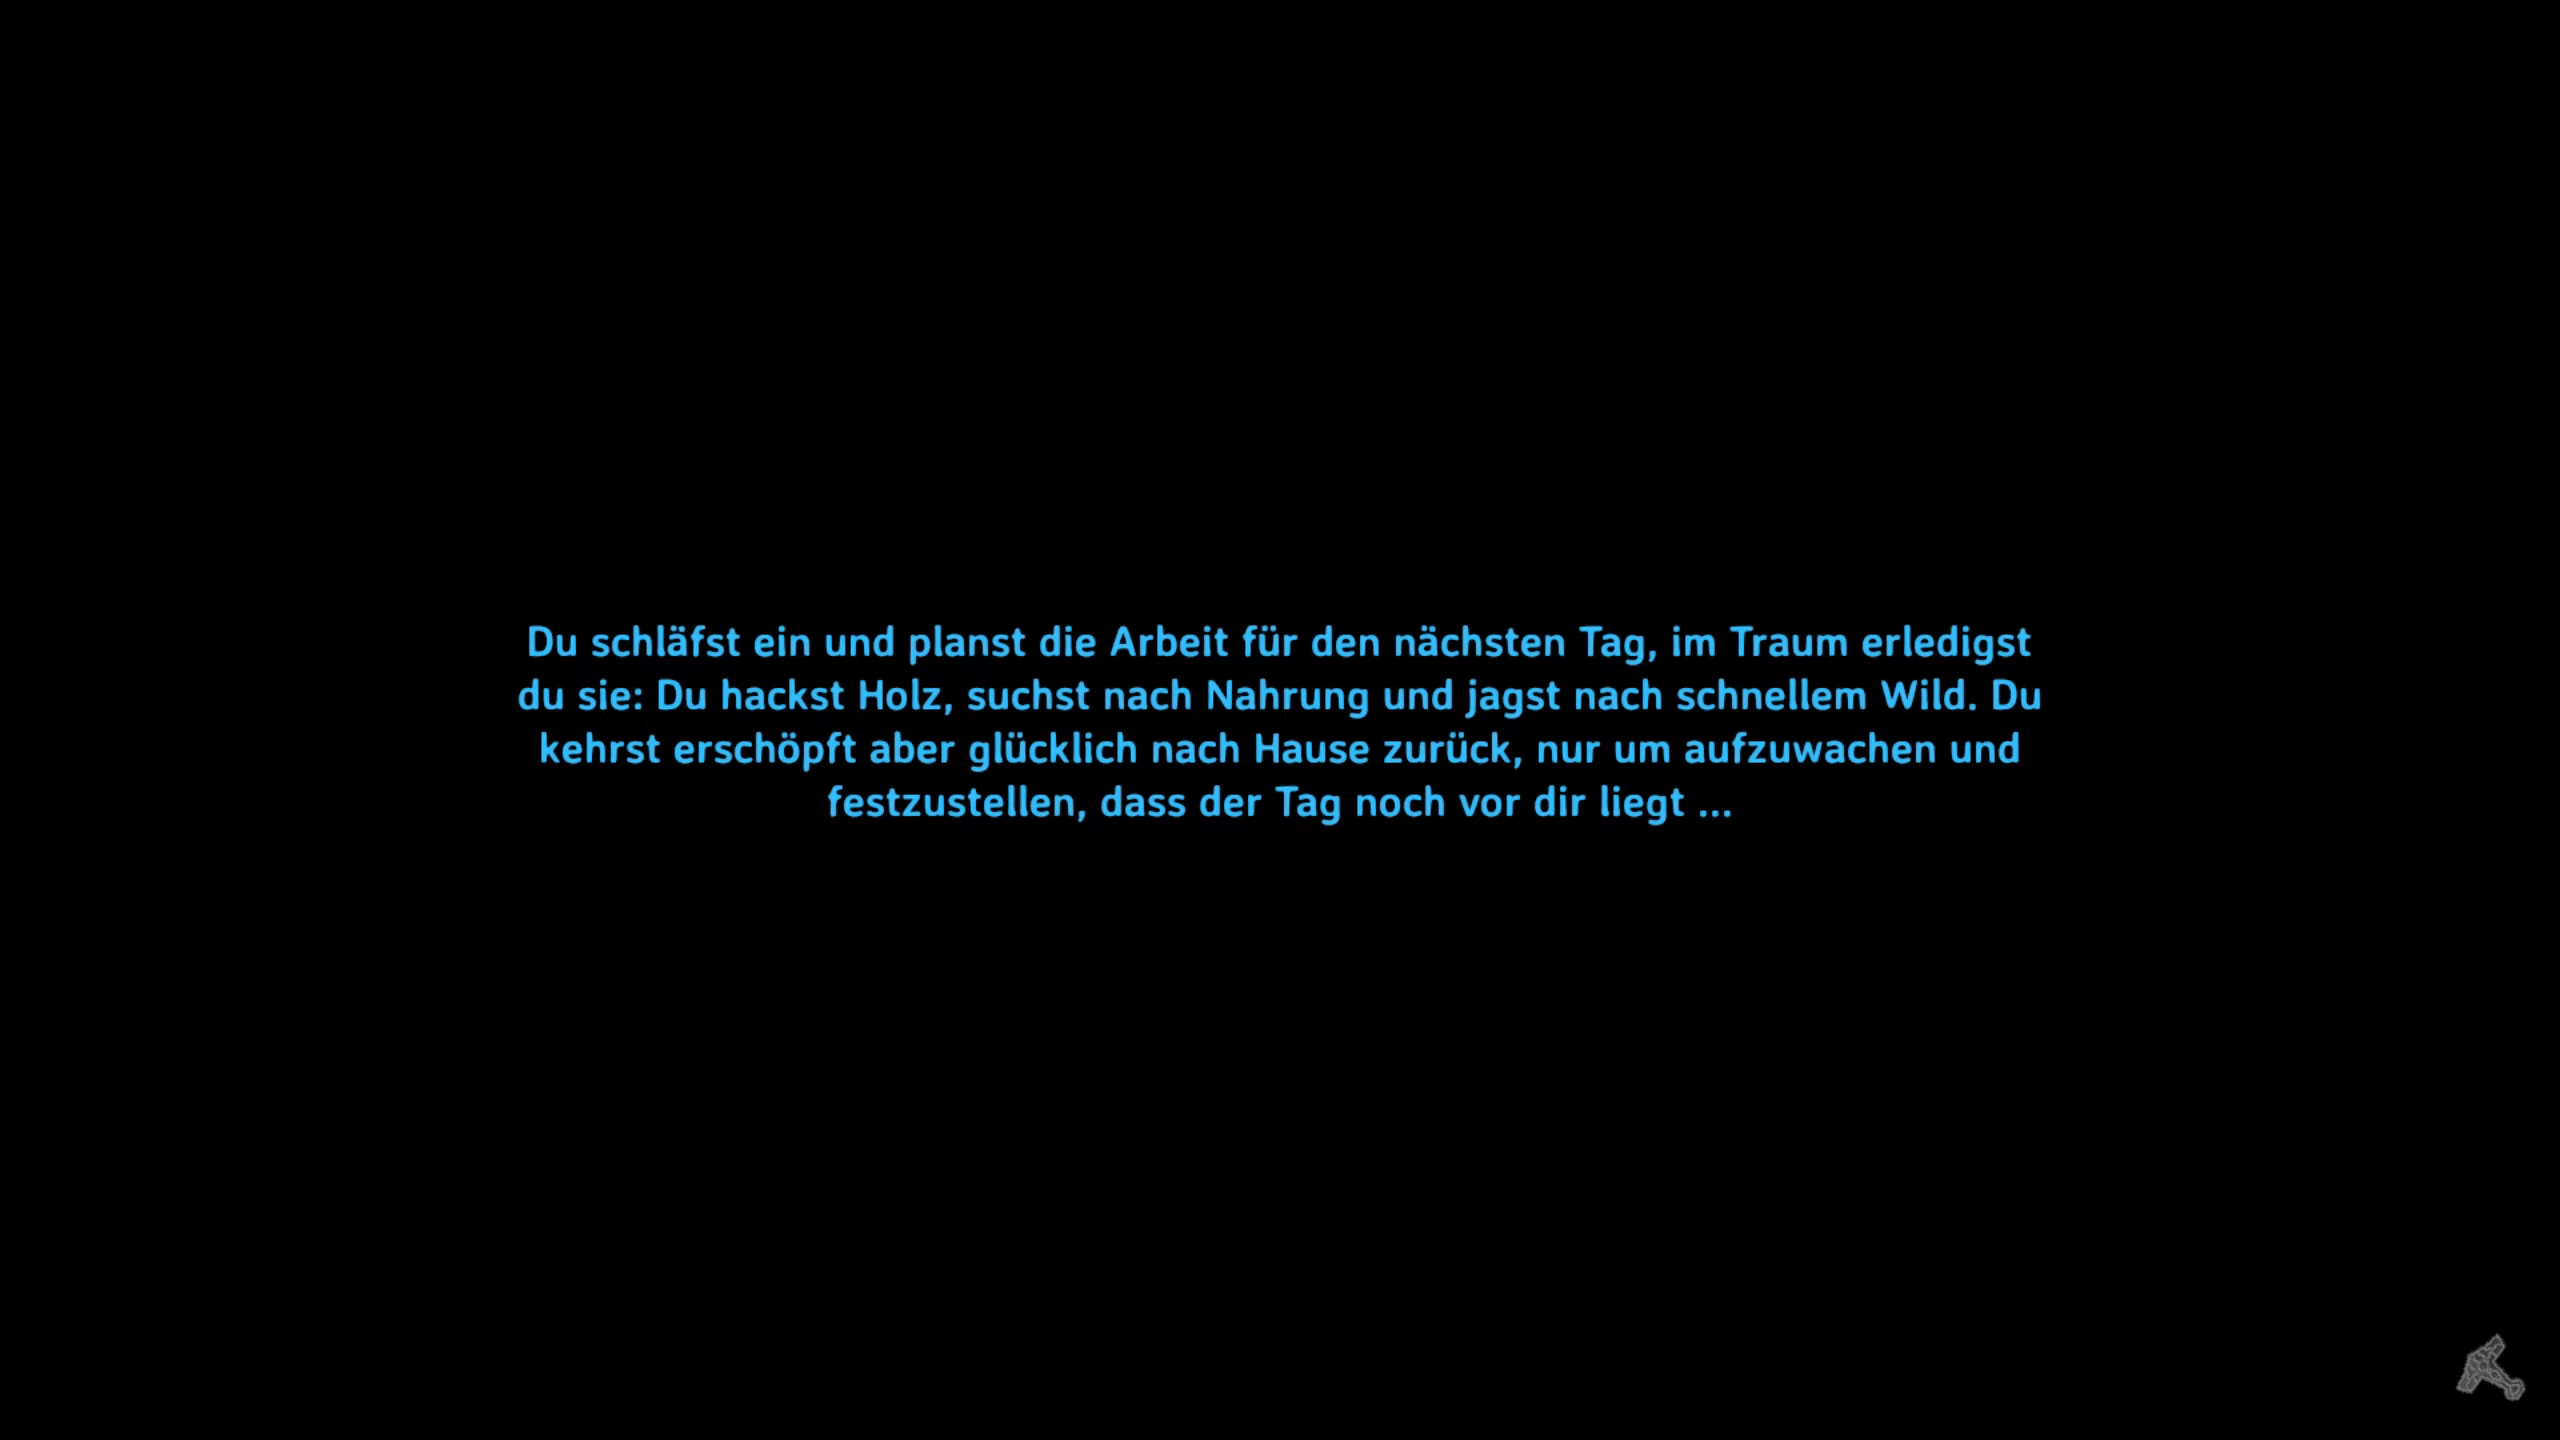 Du schläfst ein und planst die Arbeit für den nächsten Tag, im Traum erledigst
du sie: Du hackst Holz, suchst nach Nahrung und jagst nach schnellem Wild. Du
kehrst erschöpft aber glücklich nach Hause zurück, nur um aufzuwachen und
festzustellen, dass der Tag noch vor dir liegt ...